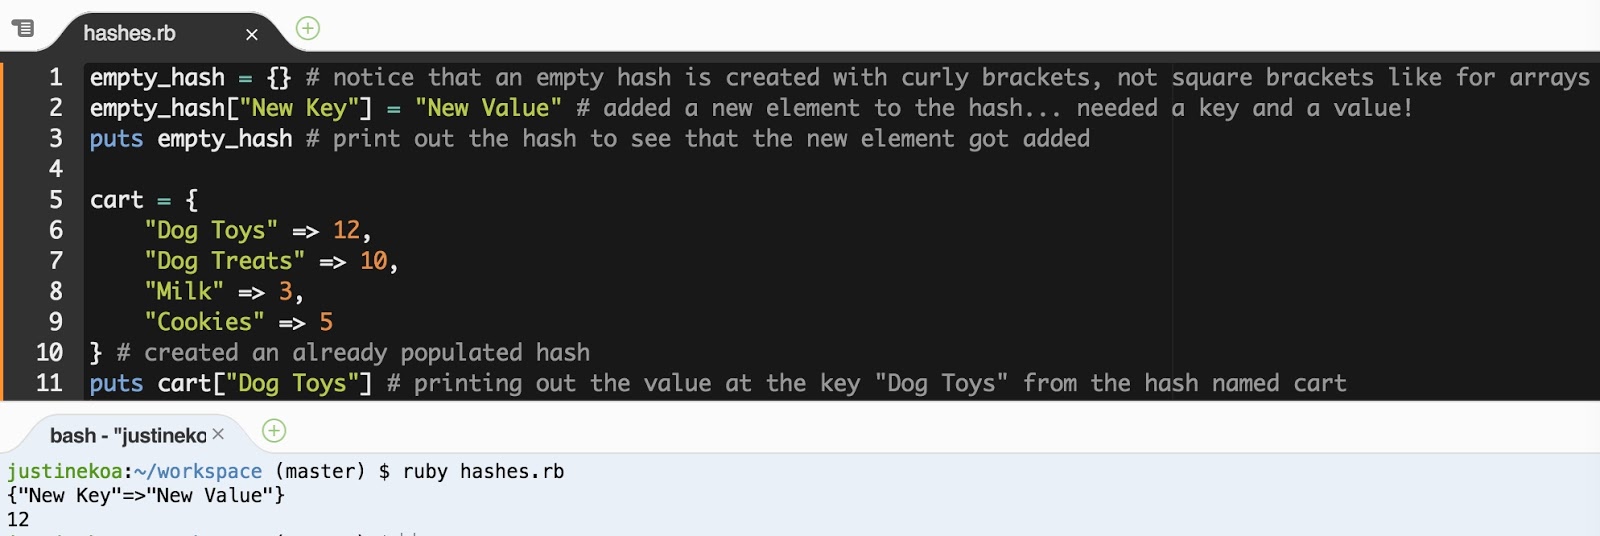 hashes.rb ×
1 empty_hash = {} # notice that an empty hash is created with curly brackets, not square brackets like for arrays
2 empty_hash["New Key"] = "New Value" # added a new element to the hash... needed a key and a value!
3 puts empty_hash # print out the hash to see that the new element got added
4
5 cart = {
6     "Dog Toys" => 12,
7     "Dog Treats" => 10,
8     "Milk" => 3,
9     "Cookies" => 5
10 } # created an already populated hash
11 puts cart["Dog Toys"] # printing out the value at the key "Dog Toys" from the hash named cart
bash - "justineko ×
justinekoa:~/workspace (master) $ ruby hashes.rb
{"New Key"=>"New Value"}
12